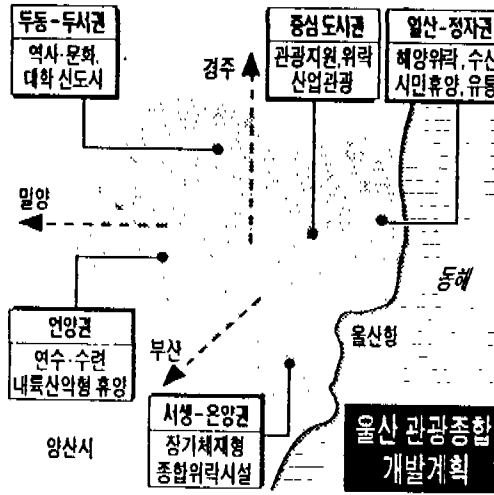 두동-두서권
역사·문화,
대화 신도시
중심 도시권
관광지원, 위락
산업관광
일산-정자권
해양위락, 수산
시민휴양, 유통
경주
밀양
동해
언양권
연수·수련
내륙산악형 휴양
부산
울산항
서생-온양권
장기체재형
종합위락시설
양산시
울산 관광종합
개발계획